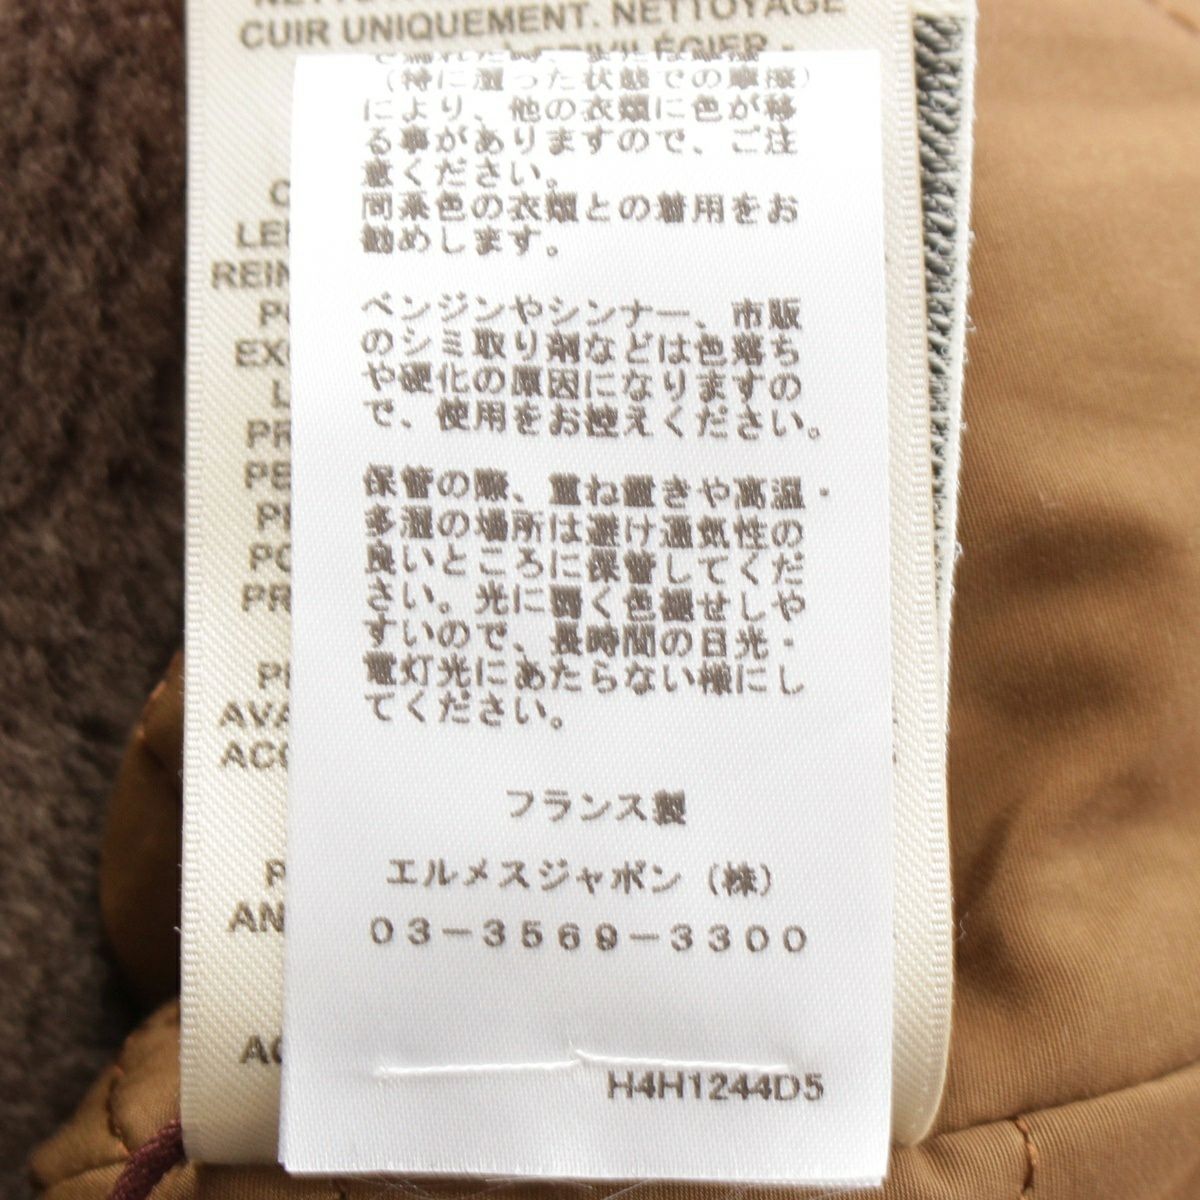 CUIR UNIQUEMENT. NETTOYAGE
（特に湿った状態での摩擦）
により、他の衣類に色が移
る事がありますので、ご注
意ください。
同系色の衣類との着用をお
勧めします。
ベンジンやシンナー、市販
のシミ取り剤などは色落ち
や硬化の原因になりますの
で、使用をお控えください。
保管の際、重ね置きや高温・
多湿の場所は避け通気性の
良いところに保管してくだ
さい。光に弱く色褪せしや
すいので、長時間の日光・
電灯光にあたらない様にし
てください。
フランス製
エルメスジャポン（株）
03-3569-3300
H4H1244D5